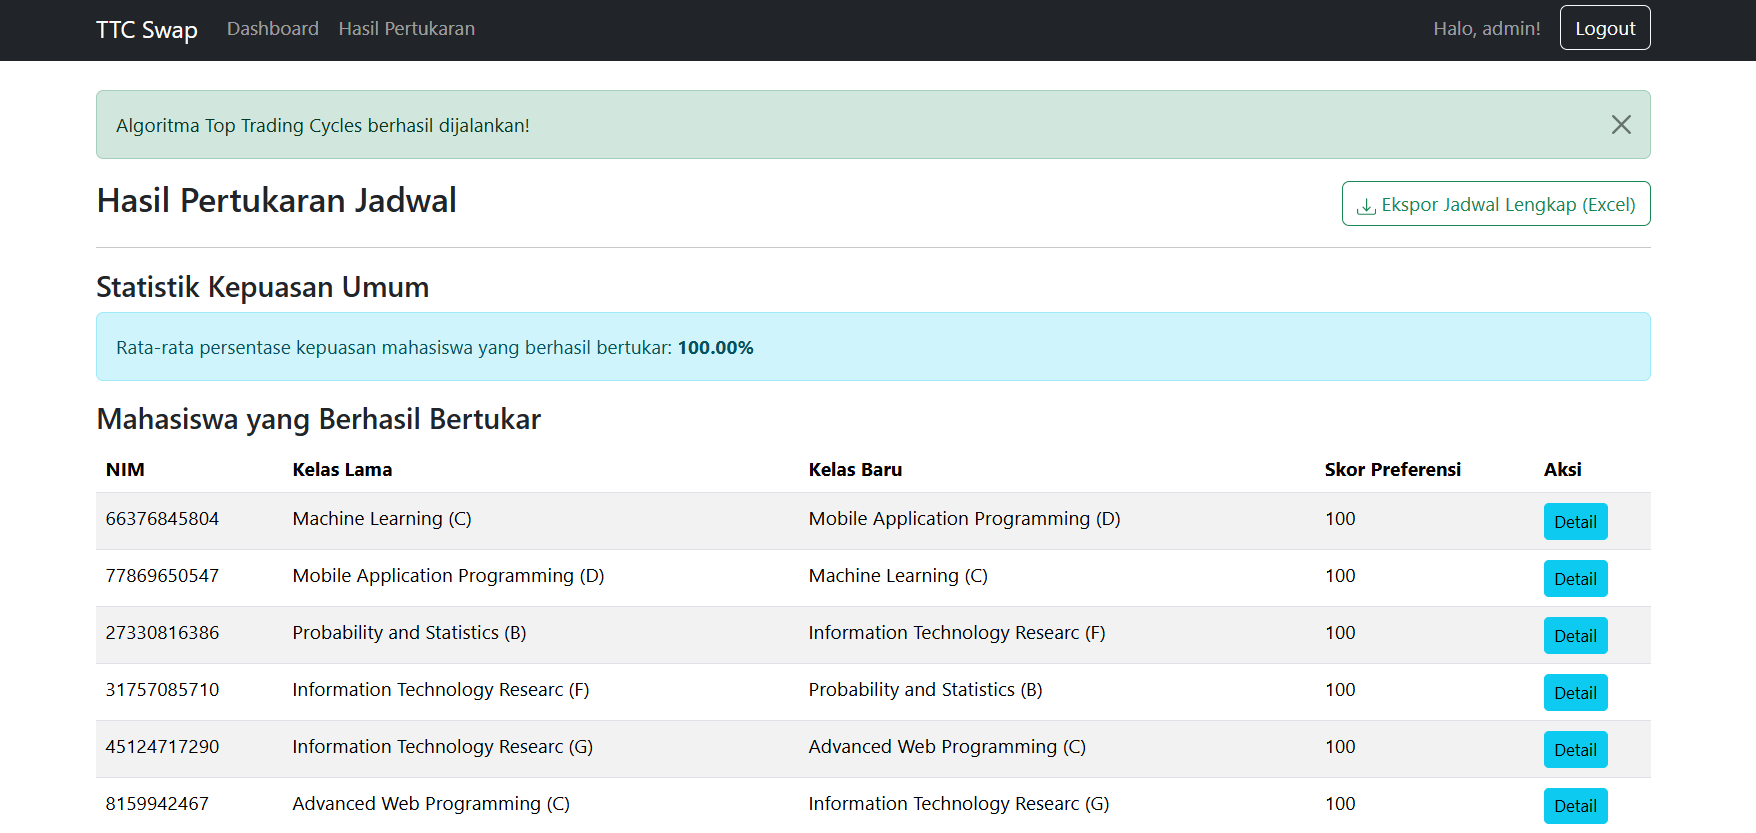 TTC Swap Dashboard Hasil Pertukaran Halo, admin! Logout
Algoritma Top Trading Cycles berhasil dijalankan!
Hasil Pertukaran Jadwal Ekspor Jadwal Lengkap (Excel)
Statistik Kepuasan Umum
Rata-rata persentase kepuasan mahasiswa yang berhasil bertukar: 100.00%
Mahasiswa yang Berhasil Bertukar
NIM Kelas Lama Kelas Baru Skor Preferensi Aksi
66376845804 Machine Learning (C) Mobile Application Programming (D) 100 Detail
77869650547 Mobile Application Programming (D) Machine Learning (C) 100 Detail
27330816386 Probability and Statistics (B) Information Technology Researc (F) 100 Detail
31757085710 Information Technology Researc (F) Probability and Statistics (B) 100 Detail
45124717290 Information Technology Researc (G) Advanced Web Programming (C) 100 Detail
8159942467 Advanced Web Programming (C) Information Technology Researc (G) 100 Detail